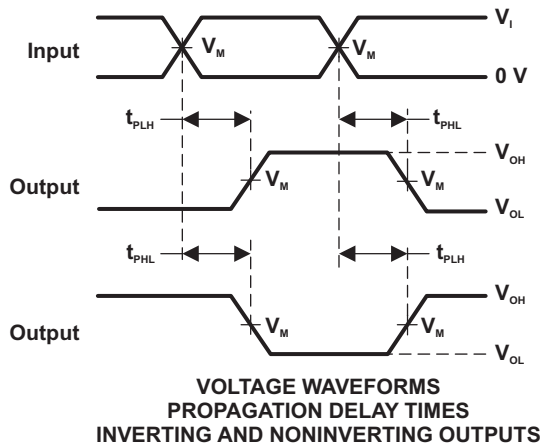 V_I
Input
V_M
V_M
0 V
t_PLH
t_PHL
V_OH
Output
V_M
V_M
V_OL
t_PHL
t_PLH
V_OH
Output
V_M
V_M
V_OL
VOLTAGE WAVEFORMS
PROPAGATION DELAY TIMES
INVERTING AND NONINVERTING OUTPUTS